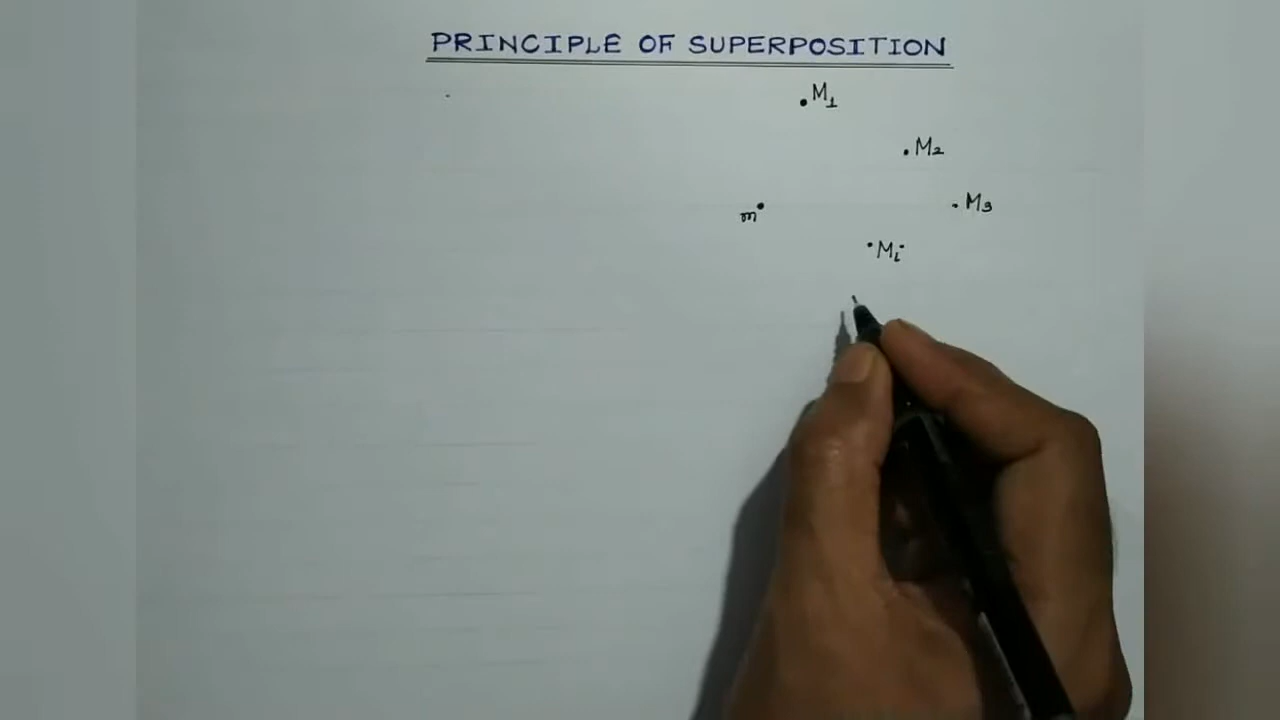 PRINCIPLE OF SUPERPOSITION
M₁
M₂
M₃
m
Mᵢ